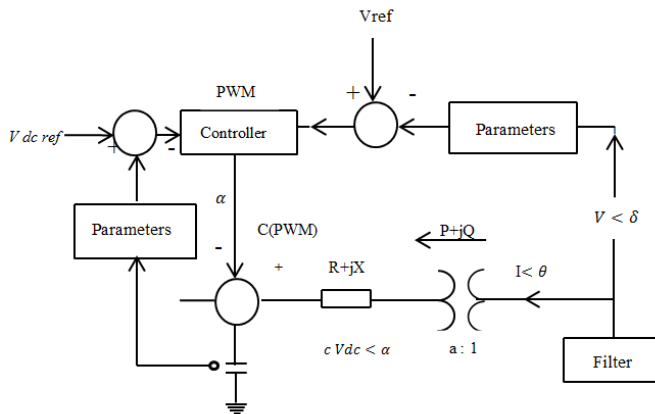 Vref
PWM
+
-
V dc ref
+
-
Controller
Parameters
α
V < δ
Parameters
C(PWM)
P+jQ
-
+
R+jX
I< θ
c Vdc < α
a : 1
Filter